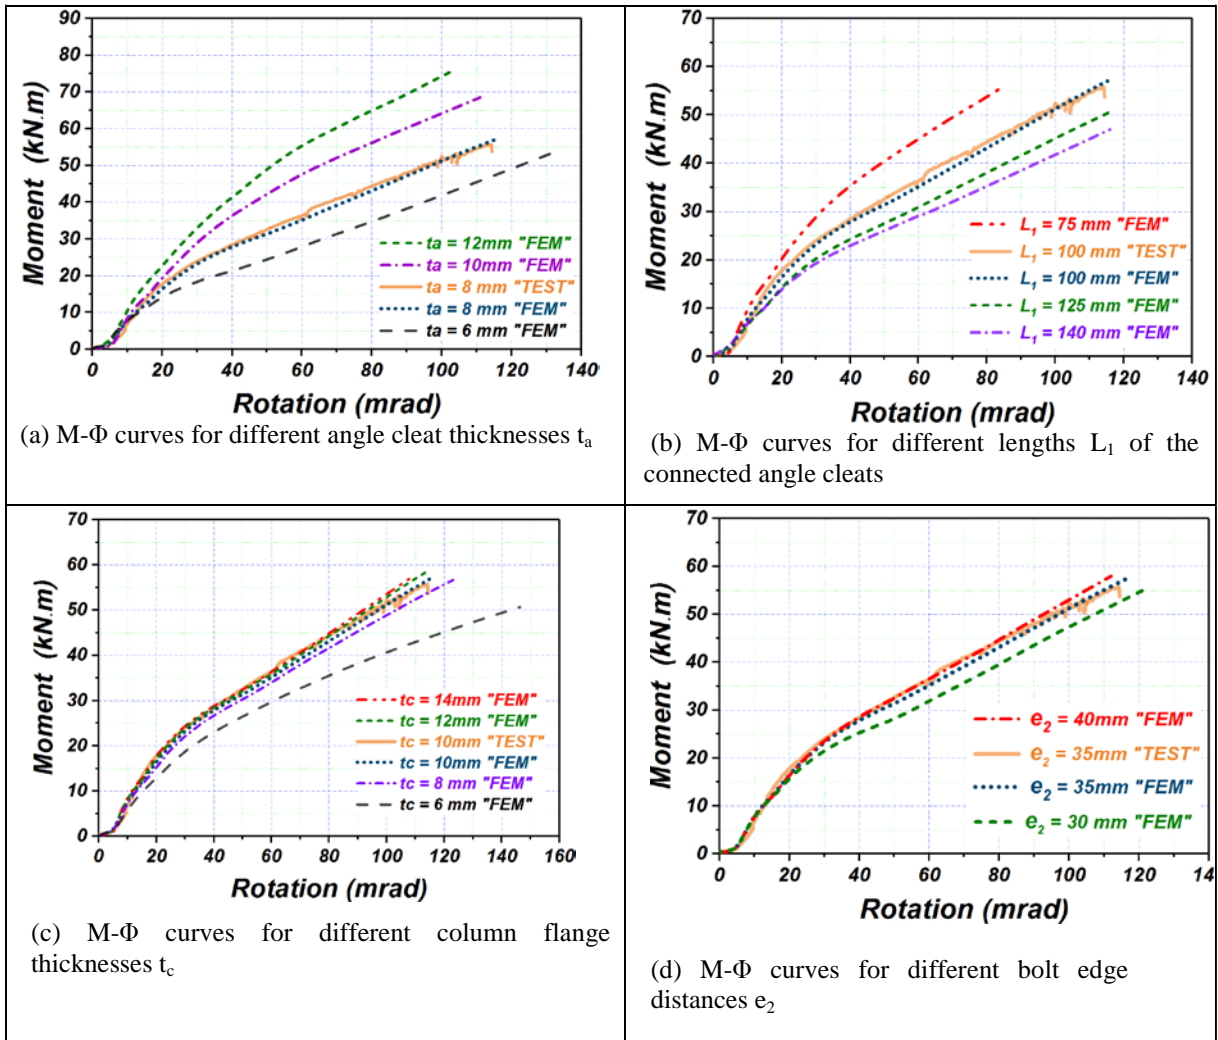 90
80
70
60
50
40
30
20
10
0
Moment (kN.m)
ta = 12mm "FEM"
ta = 10mm "FEM"
ta = 8 mm "TEST"
ta = 8 mm "FEM"
ta = 6 mm "FEM"
0 20 40 60 80 100 120 140
Rotation (mrad)
(a) M-Φ curves for different angle cleat thicknesses ta
70
60
50
40
30
20
10
0
Moment (kN.m)
L1 = 75 mm "FEM"
L1 = 100 mm "TEST"
L1 = 100 mm "FEM"
L1 = 125 mm "FEM"
L1 = 140 mm "FEM"
0 20 40 60 80 100 120 140
Rotation (mrad)
(b) M-Φ curves for different lengths L1 of the
connected angle cleats
70
60
50
40
30
20
10
0
Moment (kN.m)
tc = 14mm "FEM"
tc = 12mm "FEM"
tc = 10mm "TEST"
tc = 10mm "FEM"
tc = 8 mm "FEM"
tc = 6 mm "FEM"
0 20 40 60 80 100 120 140 160
Rotation (mrad)
(c) M-Φ curves for different column flange
thicknesses tc
70
60
50
40
30
20
10
0
Moment (kN.m)
e2 = 40mm "FEM"
e2 = 35mm "TEST"
e2 = 35mm "FEM"
e2 = 30 mm "FEM"
0 20 40 60 80 100 120 140
Rotation (mrad)
(d) M-Φ curves for different bolt edge
distances e2